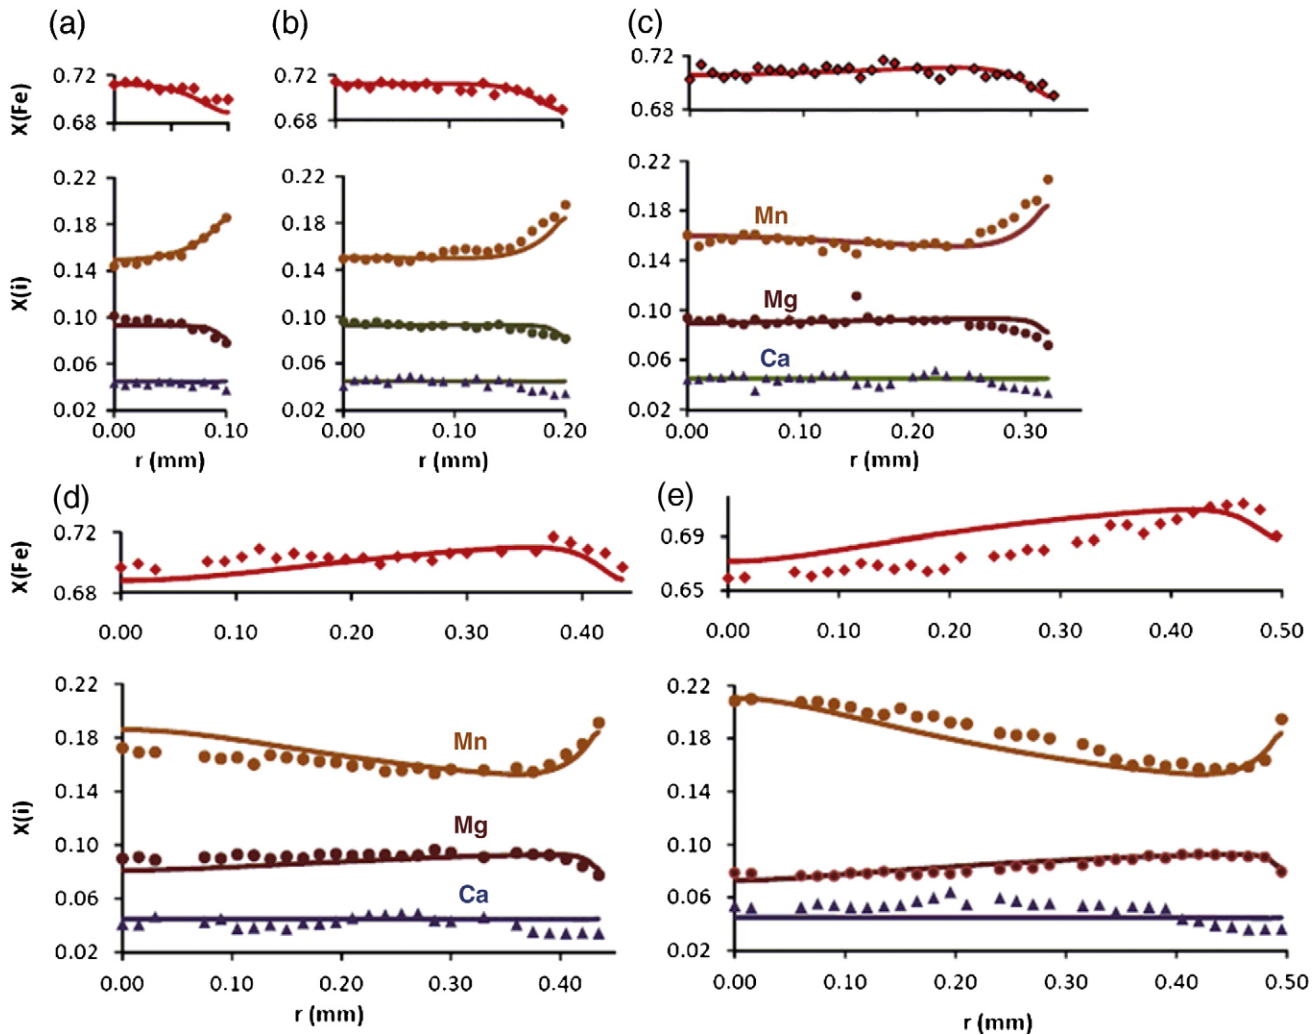 (a) (b) (c)
X(Fe)
0.72 0.72 0.72
0.68 0.68 0.68
X(i)
0.22 0.22 0.22
0.18 0.18 0.18
Mn
0.14 0.14 0.14
0.10 0.10 0.10
Mg
0.06 0.06 0.06
Ca
0.02 0.02 0.02
0.00 0.10 0.00 0.10 0.20 0.00 0.10 0.20 0.30
r (mm) r (mm) r (mm)
(d) (e)
X(Fe) X(Fe)
0.72 0.69
0.68 0.65
0.00 0.10 0.20 0.30 0.40 0.00 0.10 0.20 0.30 0.40 0.50
X(i)
0.22 0.22
0.18 0.18
Mn
0.14 0.14
0.10 0.10
Mg
0.06 0.06
Ca
0.02 0.02
0.00 0.10 0.20 0.30 0.40 0.00 0.10 0.20 0.30 0.40 0.50
r (mm) r (mm)